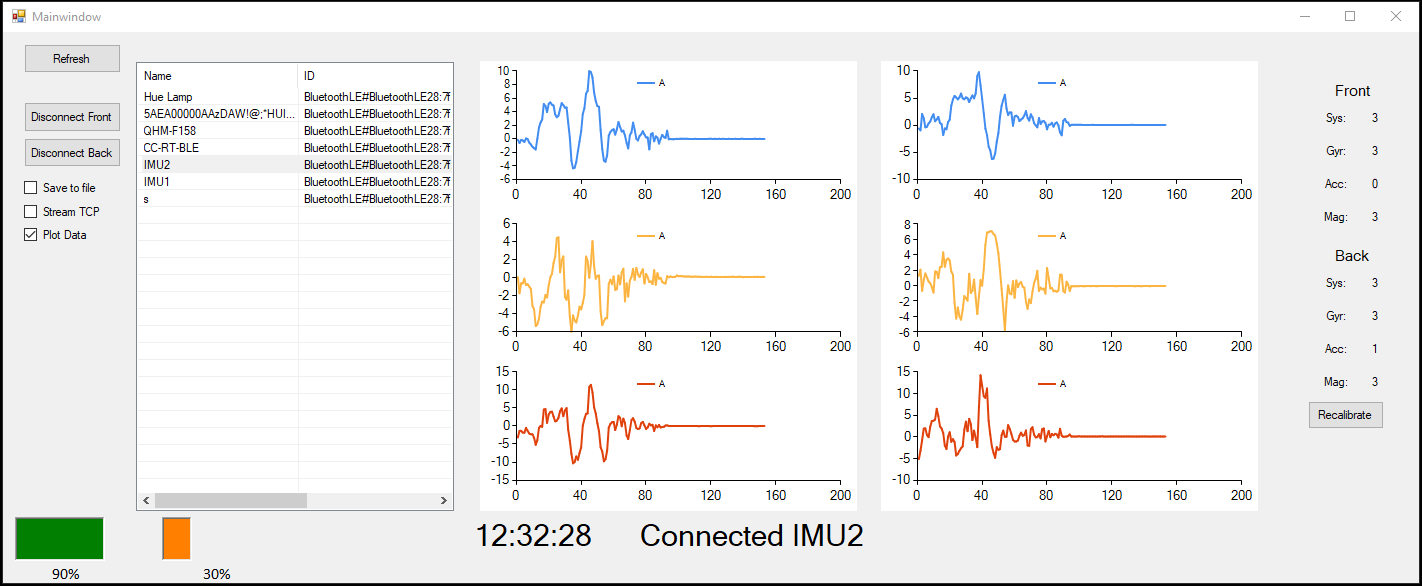 Mainwindow
Refresh
Disconnect Front
Disconnect Back
Save to file
Stream TCP
Plot Data
Name ID
Hue Lamp BluetoothLE#BluetoothLE28:7f
5AEA00000AAzDAW!@;"HUI... BluetoothLE#BluetoothLE28:7f
QHM-F158 BluetoothLE#BluetoothLE28:7f
CC-RT-BLE BluetoothLE#BluetoothLE28:7f
IMU2 BluetoothLE#BluetoothLE28:7f
IMU1 BluetoothLE#BluetoothLE28:7f
s BluetoothLE#BluetoothLE28:7f
A
10
8
6
4
2
0
-2
-4
-6
0 40 80 120 160 200
A
10
5
0
-5
-10
0 40 80 120 160 200
A
6
4
2
0
-2
-4
-6
0 40 80 120 160 200
A
8
6
4
2
0
-2
-4
-6
0 40 80 120 160 200
A
15
10
5
0
-5
-10
-15
0 40 80 120 160 200
A
15
10
5
0
-5
-10
0 40 80 120 160 200
Front
Sys: 3
Gyr: 3
Acc: 0
Mag: 3
Back
Sys: 3
Gyr: 3
Acc: 1
Mag: 3
Recalibrate
12:32:28 Connected IMU2
90% 30%